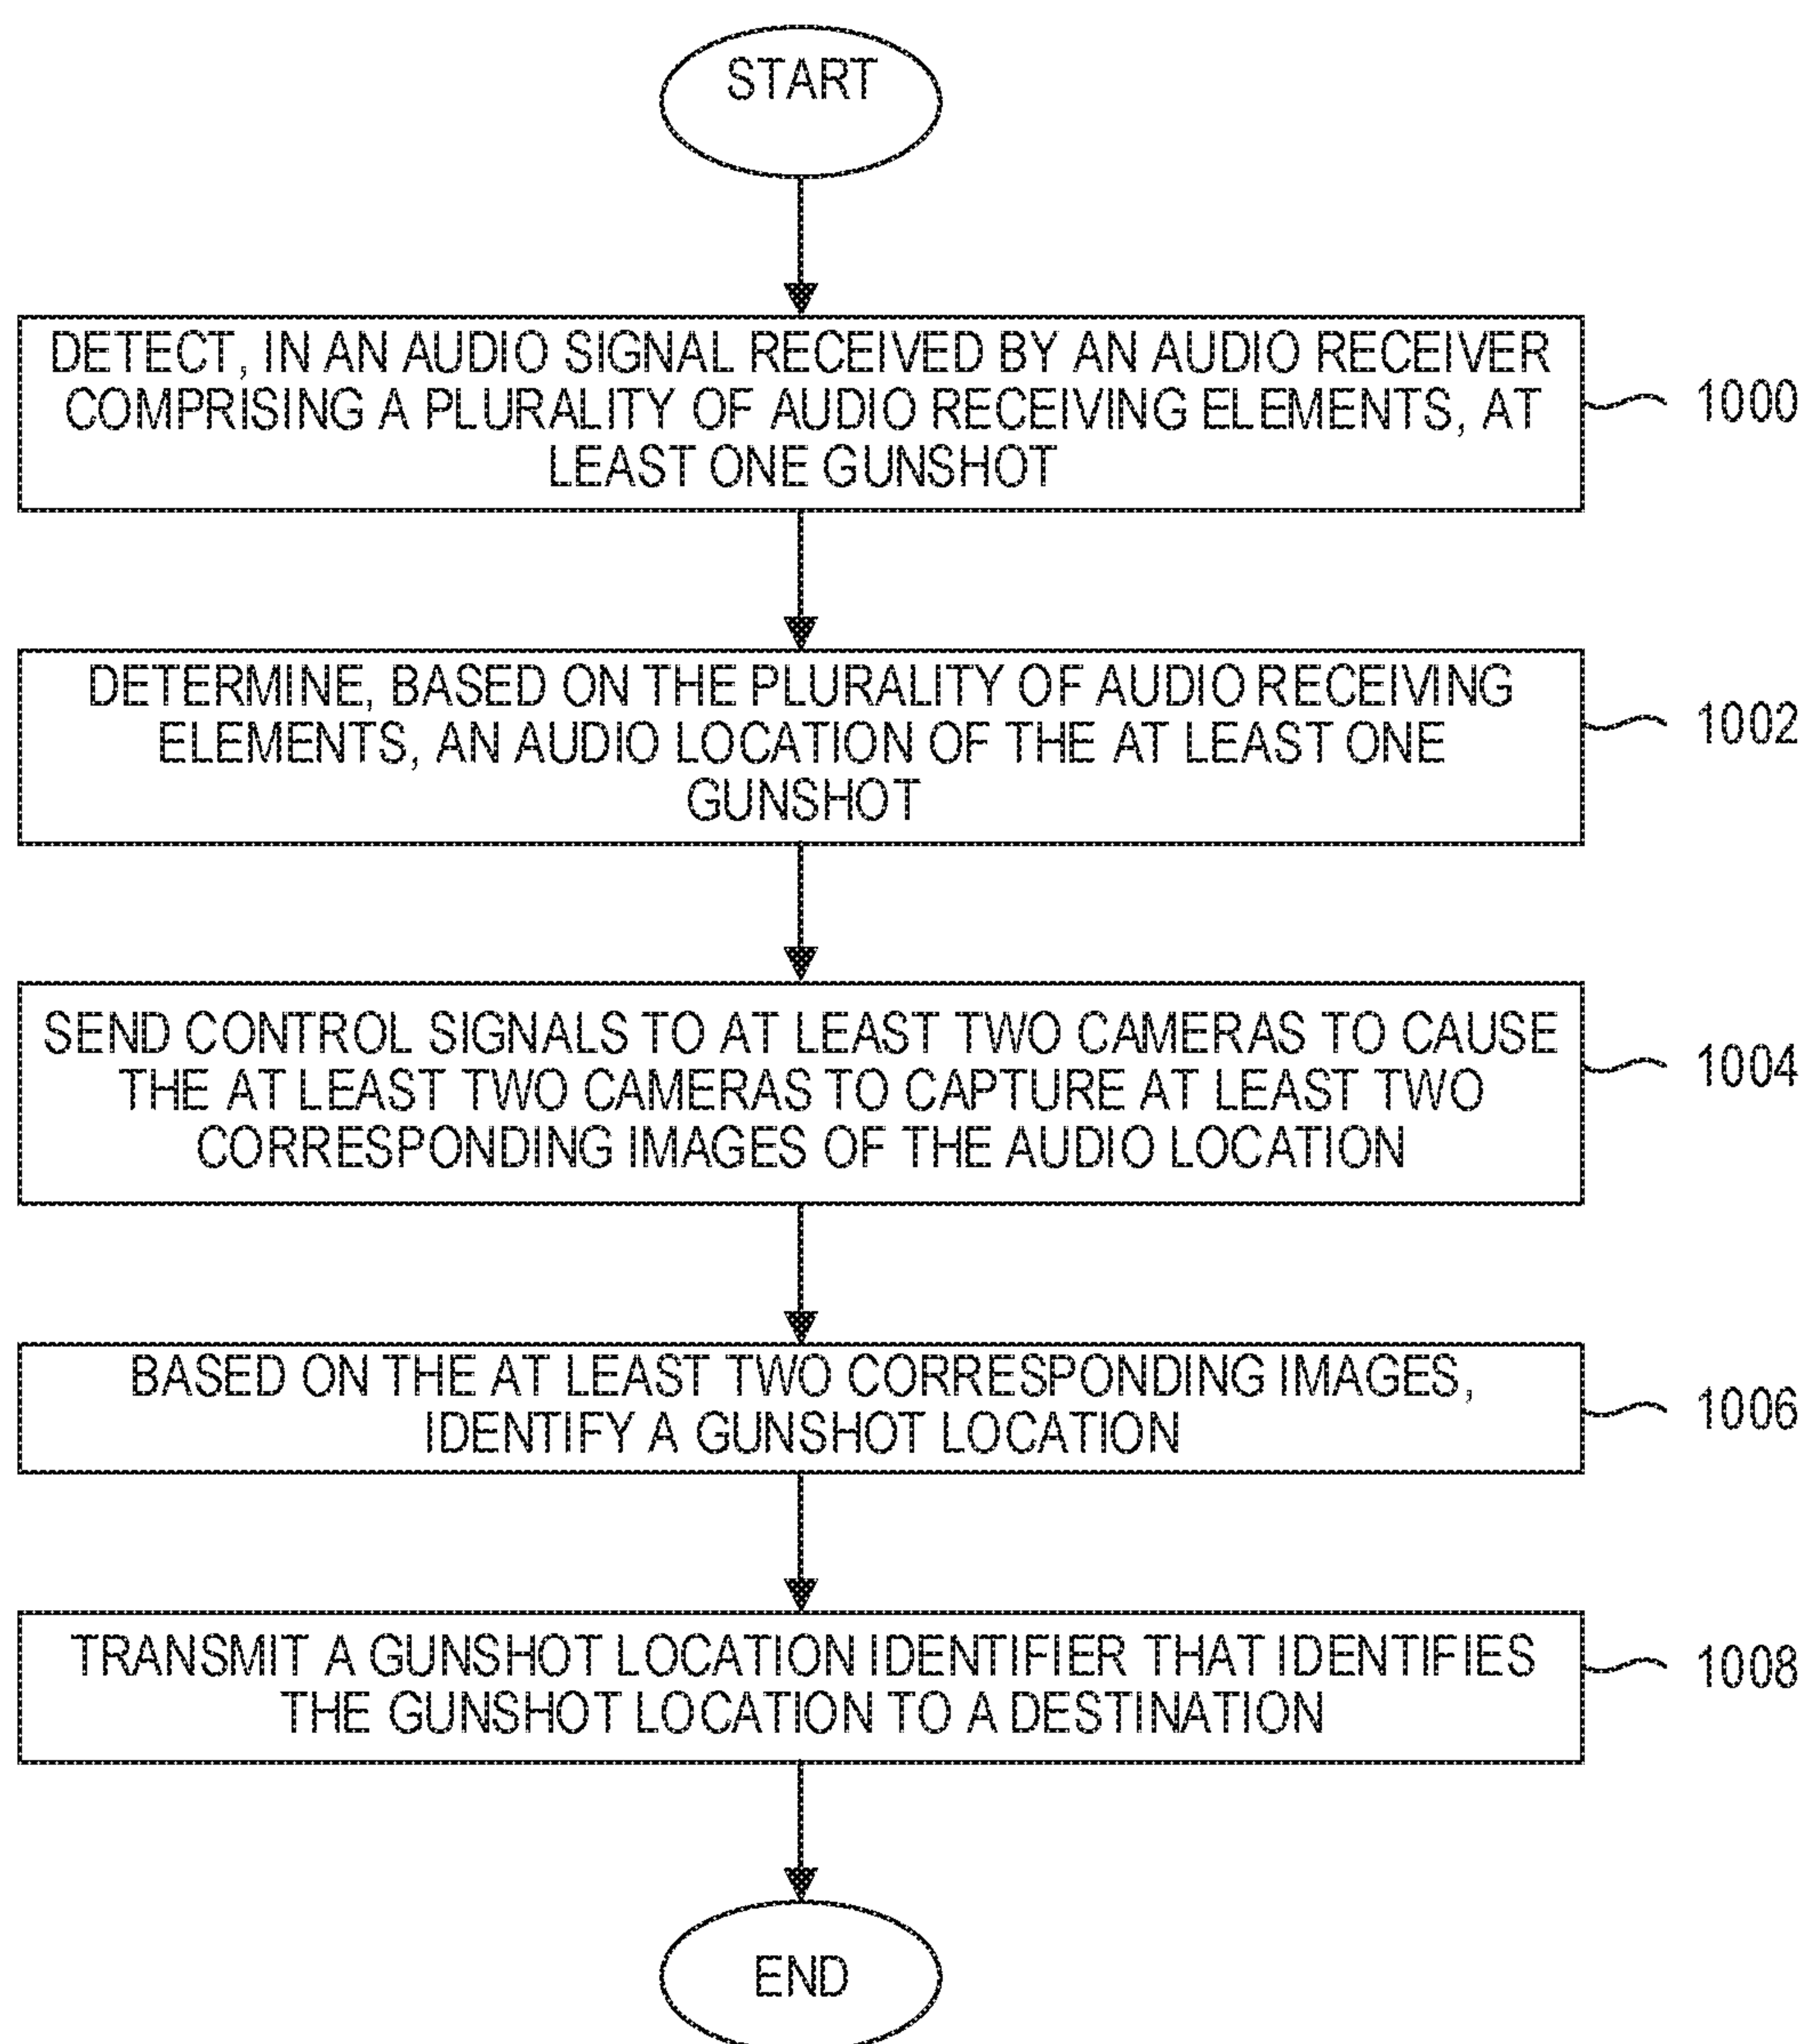 START
DETECT, IN AN AUDIO SIGNAL RECEIVED BY AN AUDIO RECEIVER
COMPRISING A PLURALITY OF AUDIO RECEIVING ELEMENTS, AT
LEAST ONE GUNSHOT
1000
DETERMINE, BASED ON THE PLURALITY OF AUDIO RECEIVING
ELEMENTS, AN AUDIO LOCATION OF THE AT LEAST ONE
GUNSHOT
1002
SEND CONTROL SIGNALS TO AT LEAST TWO CAMERAS TO CAUSE
THE AT LEAST TWO CAMERAS TO CAPTURE AT LEAST TWO
CORRESPONDING IMAGES OF THE AUDIO LOCATION
1004
BASED ON THE AT LEAST TWO CORRESPONDING IMAGES,
IDENTIFY A GUNSHOT LOCATION
1006
TRANSMIT A GUNSHOT LOCATION IDENTIFIER THAT IDENTIFIES
THE GUNSHOT LOCATION TO A DESTINATION
1008
END